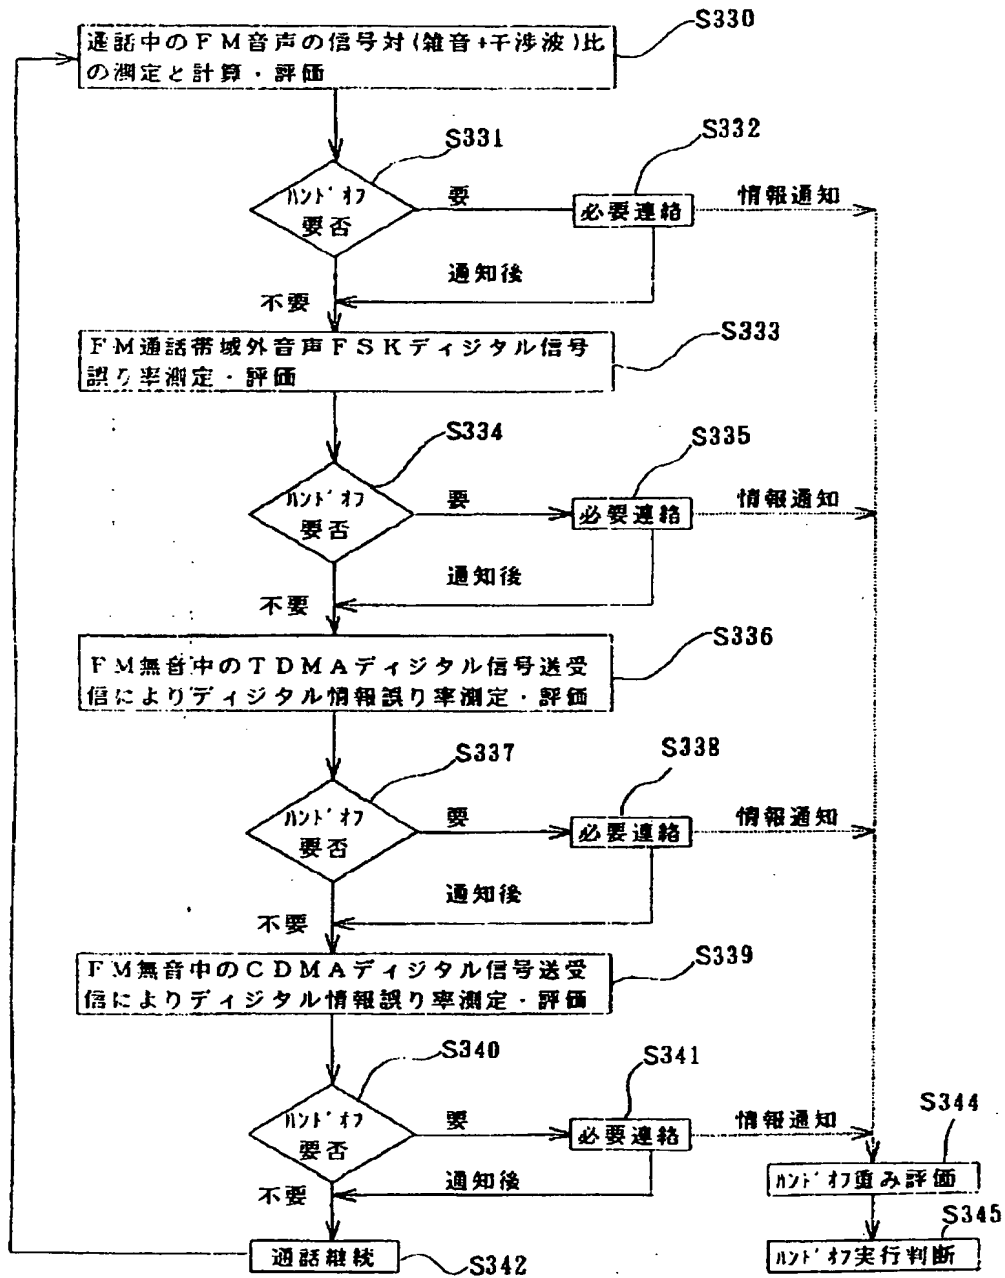 S330
通話中のＦＭ音声の信号対(雑音+干渉波)比
の測定と計算・評価
S331
ﾊﾝﾄﾞｵﾌ
要否
要
S332
必要連絡
情報通知
通知後
不要
S333
ＦＭ通話帯域外音声ＦＳＫディジタル信号
誤り率測定・評価
S334
ﾊﾝﾄﾞｵﾌ
要否
要
S335
必要連絡
情報通知
通知後
不要
S336
ＦＭ無音中のＴＤＭＡディジタル信号送受
信によりディジタル情報誤り率測定・評価
S337
ﾊﾝﾄﾞｵﾌ
要否
要
S338
必要連絡
情報通知
通知後
不要
S339
ＦＭ無音中のＣＤＭＡディジタル信号送受
信によりディジタル情報誤り率測定・評価
S340
ﾊﾝﾄﾞｵﾌ
要否
要
S341
必要連絡
情報通知
通知後
不要
S344
ﾊﾝﾄﾞｵﾌ重み評価
S345
ﾊﾝﾄﾞｵﾌ実行判断
通話継続
S342